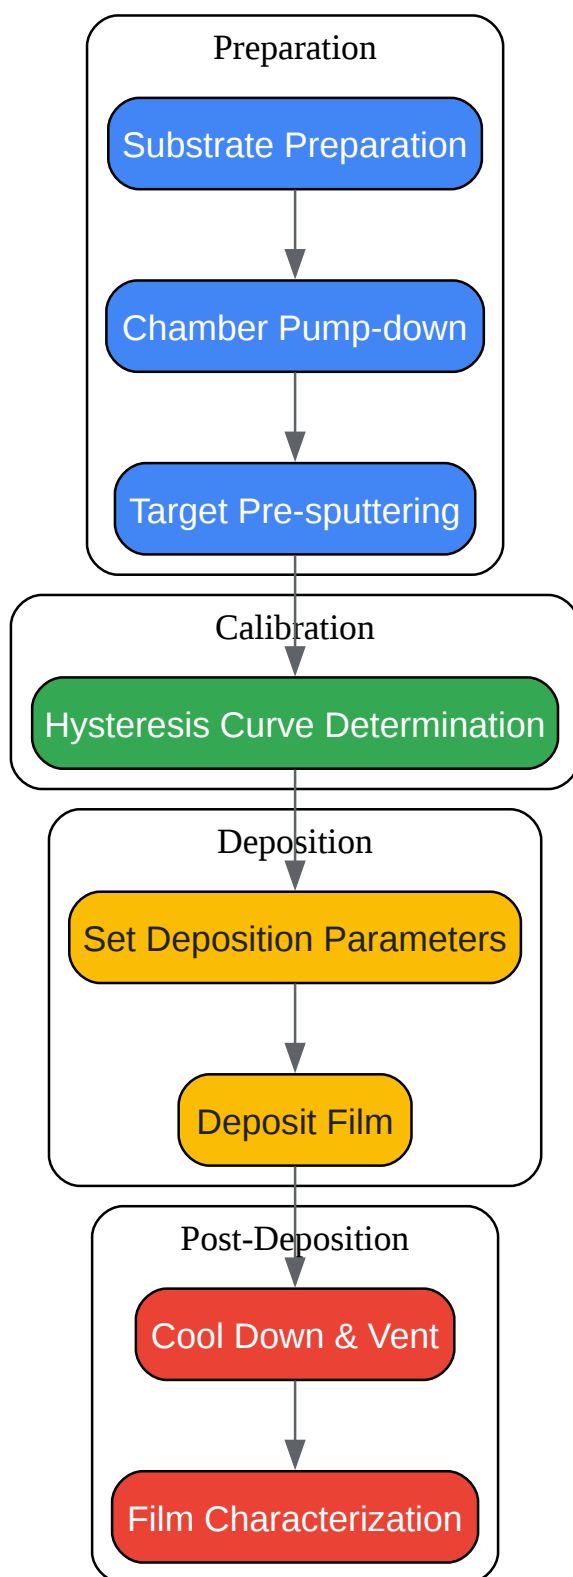 Preparation
Substrate Preparation
Chamber Pump-down
Target Pre-sputtering
Calibration
Hysteresis Curve Determination
Deposition
Set Deposition Parameters
Deposit Film
Post-Deposition
Cool Down & Vent
Film Characterization